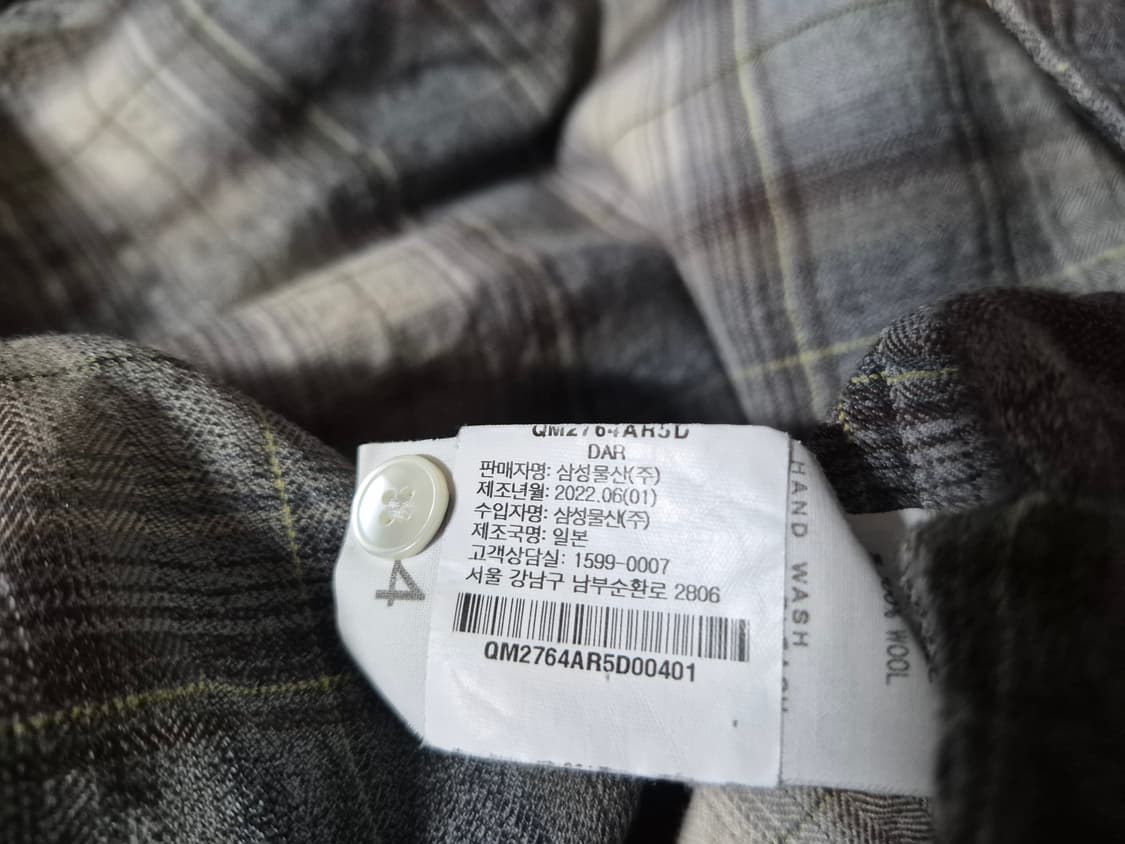 QM2764AR5D
DAR
판매자명: 삼성물산(주)
제조년월: 2022.06(01)
수입자명: 삼성물산(주)
제조국명: 일본
고객상담실: 1599-0007
서울 강남구 남부순환로 2806
QM2764AR5D00401
4
HAND WASH
WOOL